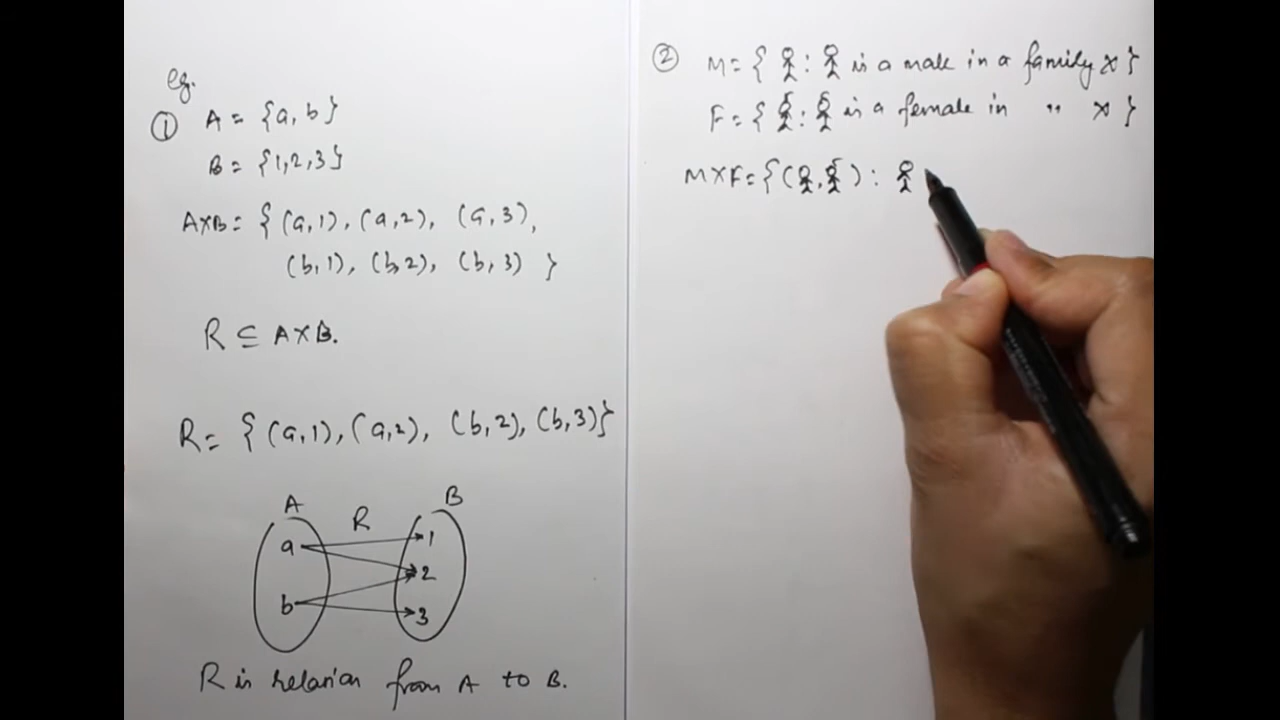 eg.
① A = {a, b}
B = {1,2,3}
A×B = { (a,1), (a,2), (a,3),
(b,1), (b,2), (b,3) }
R ⊆ A×B.
R = { (a,1), (a,2), (b,2), (b,3)}
A B
R
a 1
2
b 3
R is relation from A to B.
② M = { : is a male in a family X }
F = { : is a female in " X }
M×F = {( , ) :